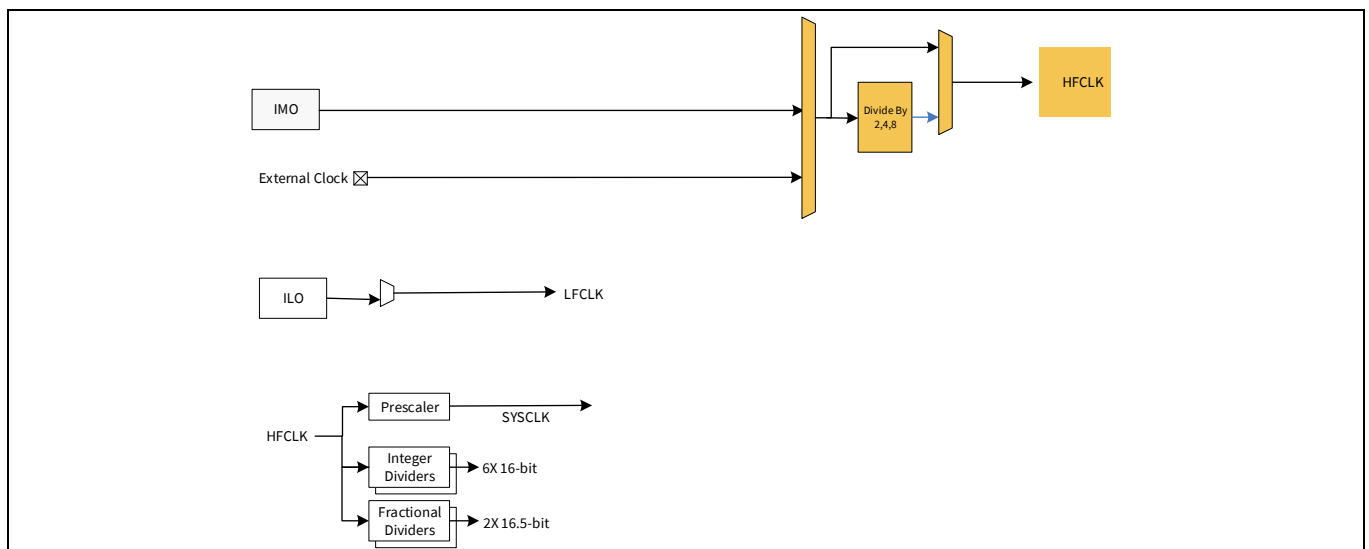 IMO
External Clock
Divide By
2,4,8
HFCLK
ILO
LFCLK
HFCLK
Prescaler
SYSCLK
Integer
Dividers
6X 16-bit
Fractional
Dividers
2X 16.5-bit